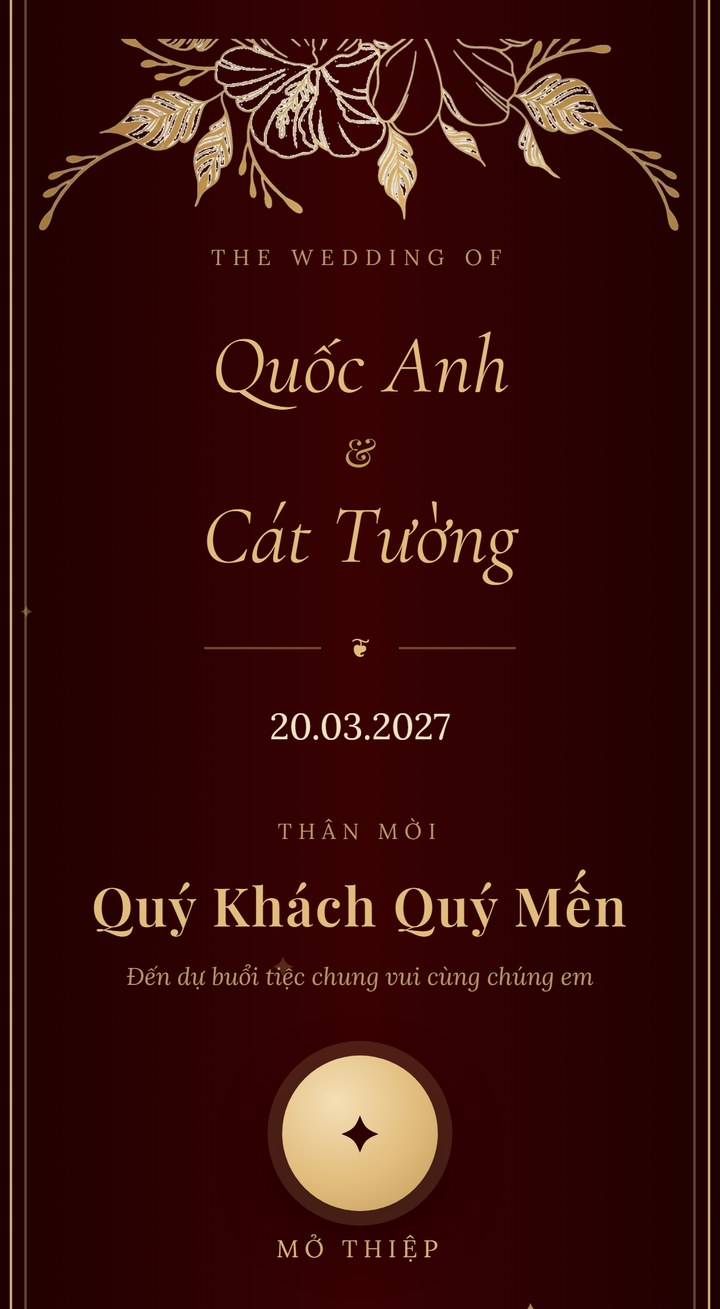 THE WEDDING OF
Quốc Anh
&
Cát Tường
20.03.2027
THÂN MỜI
Quý Khách Quý Mến
Đến dự buổi tiệc chung vui cùng chúng em
MỞ THIỆP